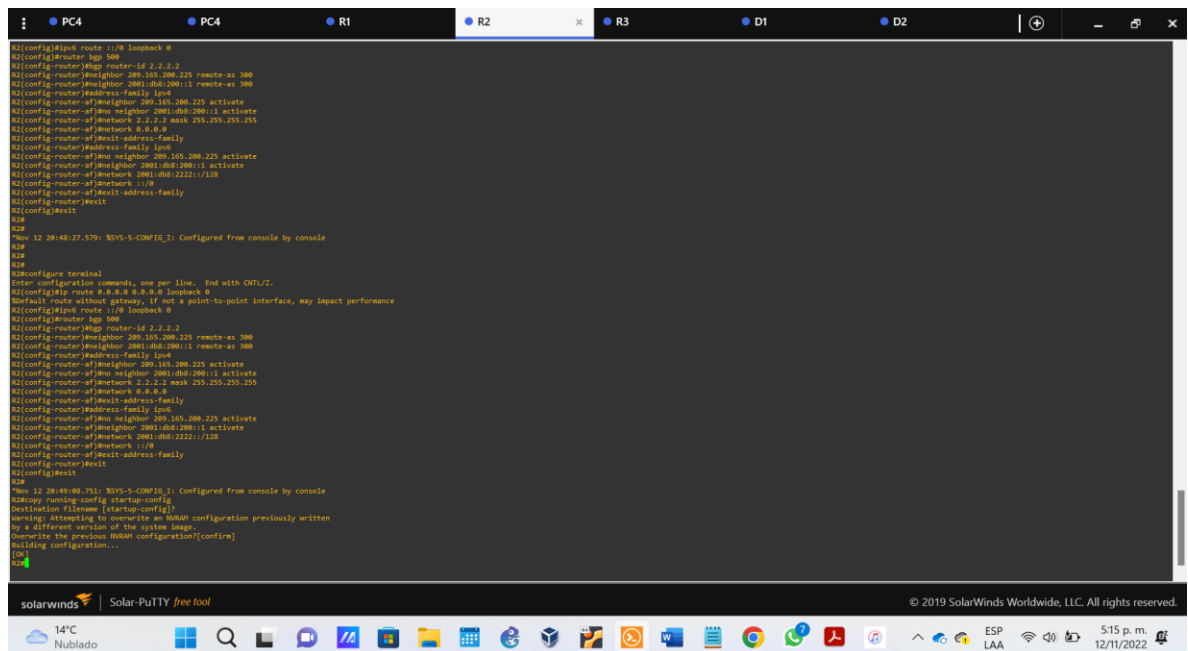 PC4 PC4 R1 R2 R3 D1 D2
R2(config)#ipv6 route ::/0 loopback 0
R2(config)#router bgp 500
R2(config-router)#bgp router-id 2.2.2.2
R2(config-router)#neighbor 209.165.200.225 remote-as 300
R2(config-router)#neighbor 2001:db8:200::1 remote-as 300
R2(config-router)#address-family ipv4
R2(config-router-af)#neighbor 209.165.200.225 activate
R2(config-router-af)#no neighbor 2001:db8:200::1 activate
R2(config-router-af)#network 2.2.2.2 mask 255.255.255.255
R2(config-router-af)#network 0.0.0.0
R2(config-router-af)#exit-address-family
R2(config-router)#address-family ipv6
R2(config-router-af)#no neighbor 209.165.200.225 activate
R2(config-router-af)#neighbor 2001:db8:200::1 activate
R2(config-router-af)#network 2001:db8:2222::/128
R2(config-router-af)#network ::/0
R2(config-router-af)#exit-address-family
R2(config-router)#exit
R2(config)#exit
R2#
R2#
*Nov 12 20:48:27.579: %SYS-5-CONFIG_I: Configured from console by console
R2#
R2#
R2#
R2#configure terminal
Enter configuration commands, one per line. End with CNTL/Z.
R2(config)#ip route 0.0.0.0 0.0.0.0 loopback 0
%Default route without gateway, if not a point-to-point interface, may impact performance
R2(config)#ipv6 route ::/0 loopback 0
R2(config)#router bgp 500
R2(config-router)#bgp router-id 2.2.2.2
R2(config-router)#neighbor 209.165.200.225 remote-as 300
R2(config-router)#neighbor 2001:db8:200::1 remote-as 300
R2(config-router)#address-family ipv4
R2(config-router-af)#neighbor 209.165.200.225 activate
R2(config-router-af)#no neighbor 2001:db8:200::1 activate
R2(config-router-af)#network 2.2.2.2 mask 255.255.255.255
R2(config-router-af)#network 0.0.0.0
R2(config-router-af)#exit-address-family
R2(config-router)#address-family ipv6
R2(config-router-af)#no neighbor 209.165.200.225 activate
R2(config-router-af)#neighbor 2001:db8:200::1 activate
R2(config-router-af)#network 2001:db8:2222::/128
R2(config-router-af)#network ::/0
R2(config-router-af)#exit-address-family
R2(config-router)#exit
R2(config)#exit
R2#
*Nov 12 20:49:08.751: %SYS-5-CONFIG_I: Configured from console by console
R2#copy running-config startup-config
Destination filename [startup-config]?
Warning: Attempting to overwrite an NVRAM configuration previously written
by a different version of the system image.
Overwrite the previous NVRAM configuration?[confirm]
Building configuration...
[OK]
R2#
solarwinds Solar-PuTTY free tool © 2019 SolarWinds Worldwide, LLC. All rights reserved.
14°C
Nublado
7
ESP
LAA
5:15 p. m.
12/11/2022